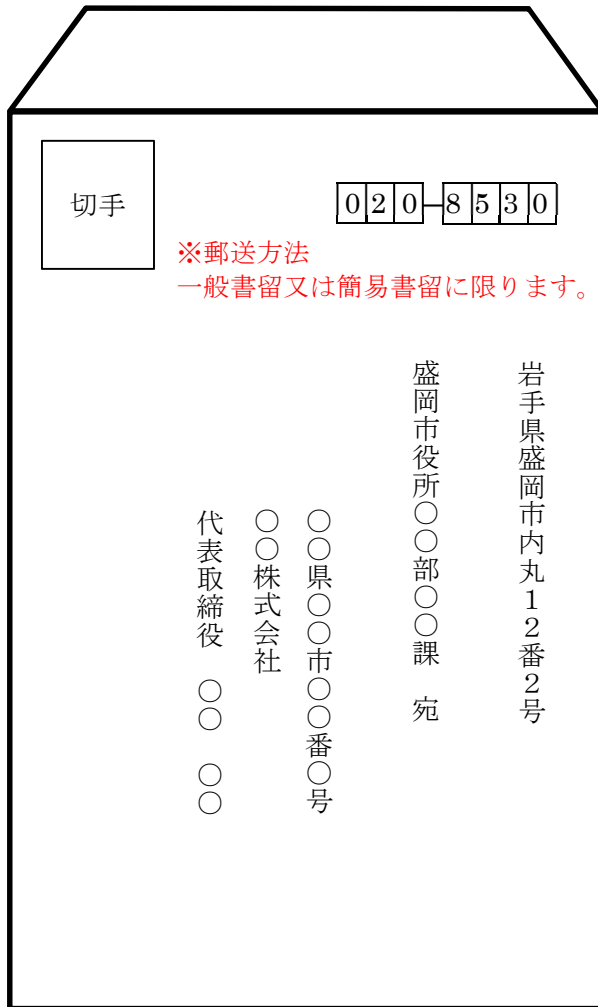 切手
020-8530
※郵送方法
一般書留又は簡易書留に限ります。
岩手県盛岡市内丸12番2号
盛岡市役所○○部○○課　宛
○○県○○市○○番○号
○○株式会社
代表取締役　○○　○○